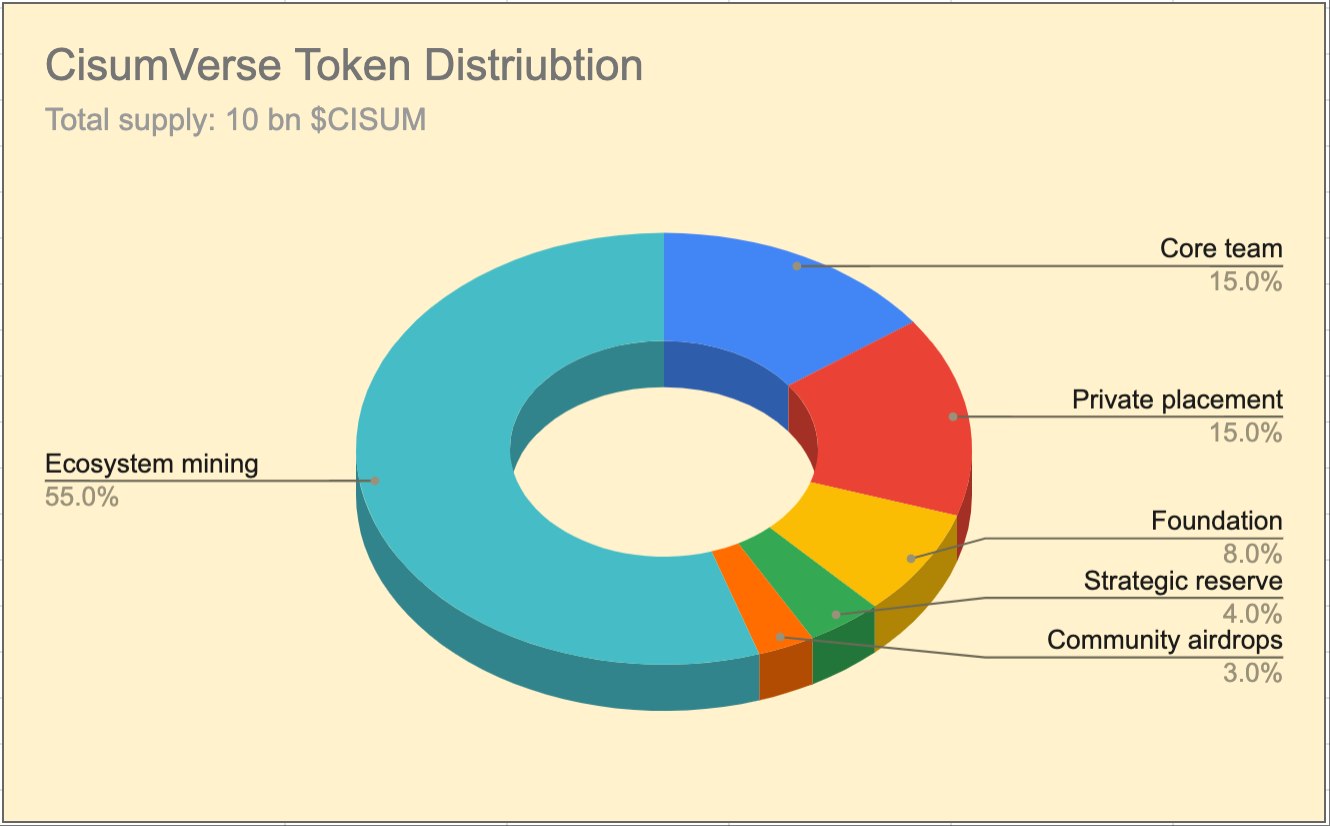 CisumVerse Token Distriubtion
Total supply: 10 bn $CISUM
Core team
15.0%
Private placement
15.0%
Ecosystem mining
55.0%
Foundation
8.0%
Strategic reserve
4.0%
Community airdrops
3.0%